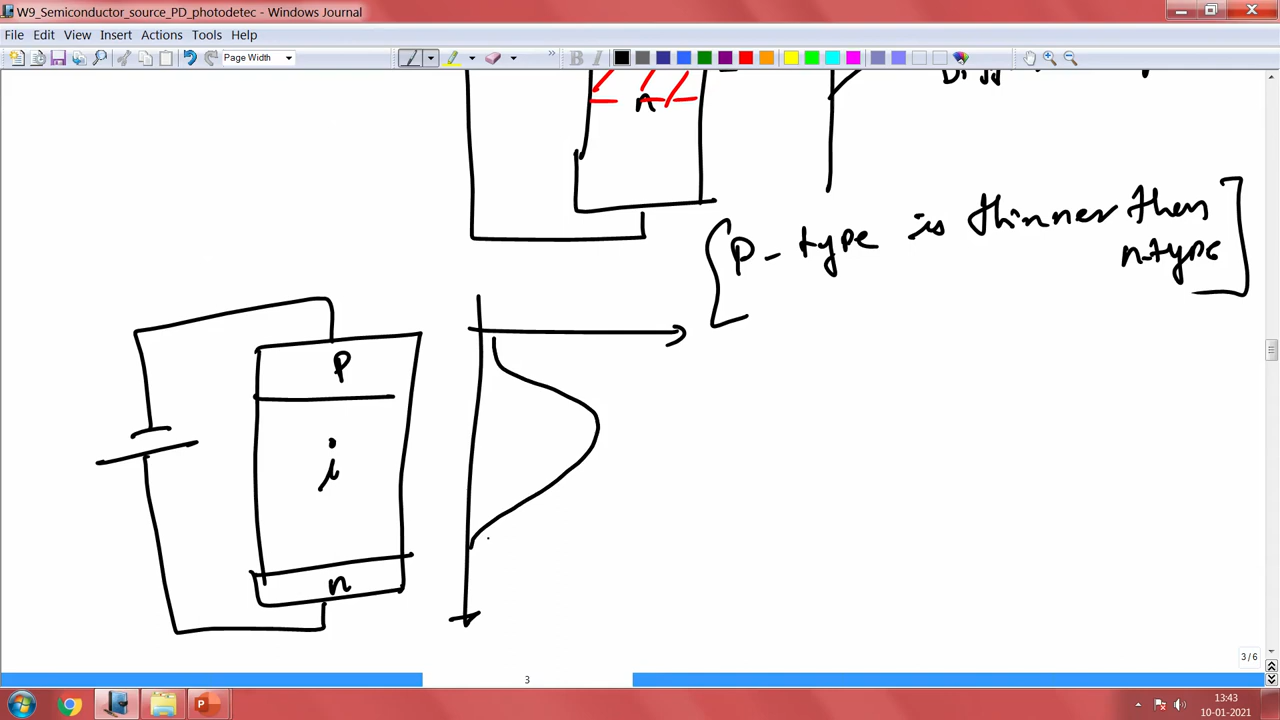 W9_Semiconductor_source_PD_photodetec - Windows Journal
File Edit View Insert Actions Tools Help
Page Width
B I
n
[P - type is thinner then
n-type]
P
i
n
3/6
3
13:43
10-01-2021